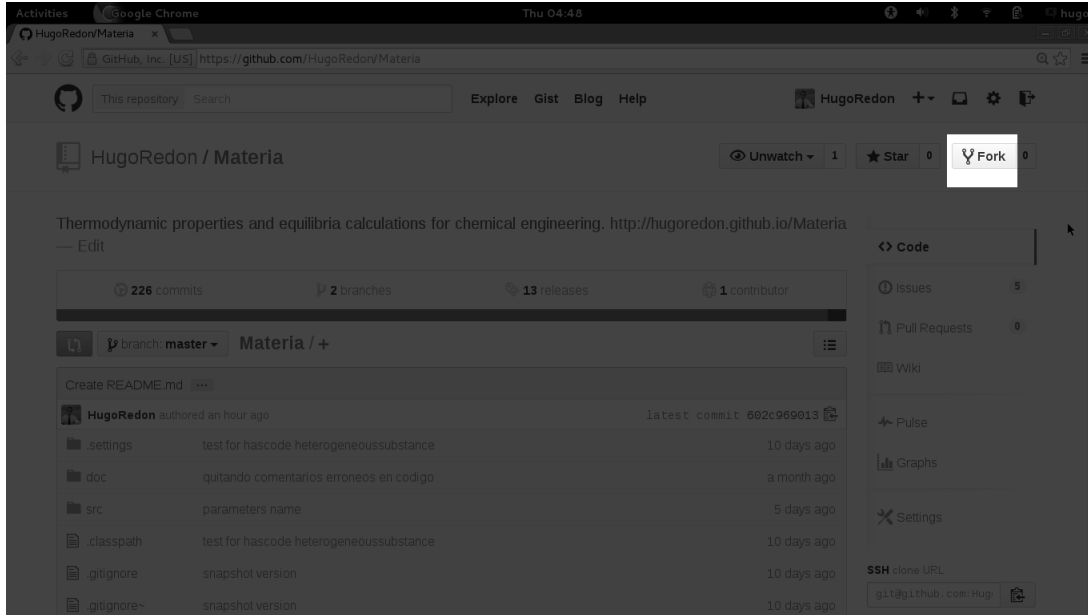 Activities Google Chrome Thu 04:48 hugo
HugoRedon/Materia ×
GitHub, Inc. [US] https://github.com/HugoRedon/Materia
This repository Search Explore Gist Blog Help HugoRedon
HugoRedon / Materia Unwatch 1 Star 0 Fork 0
Thermodynamic properties and equilibria calculations for chemical engineering. http://hugoredon.github.io/Materia
— Edit
226 commits 2 branches 13 releases 1 contributor
branch: master Materia / +
Create README.md ...
HugoRedon authored an hour ago latest commit 602c969013
.settings test for hascode heterogeneoussubstance 10 days ago
doc quitando comentarios erroneos en codigo a month ago
src parameters name 5 days ago
.classpath test for hascode heterogeneoussubstance 10 days ago
.gitignore snapshot version 10 days ago
.gitignore~ snapshot version 10 days ago
Code
Issues 5
Pull Requests 0
Wiki
Pulse
Graphs
Settings
SSH clone URL
git@github.com:Hug